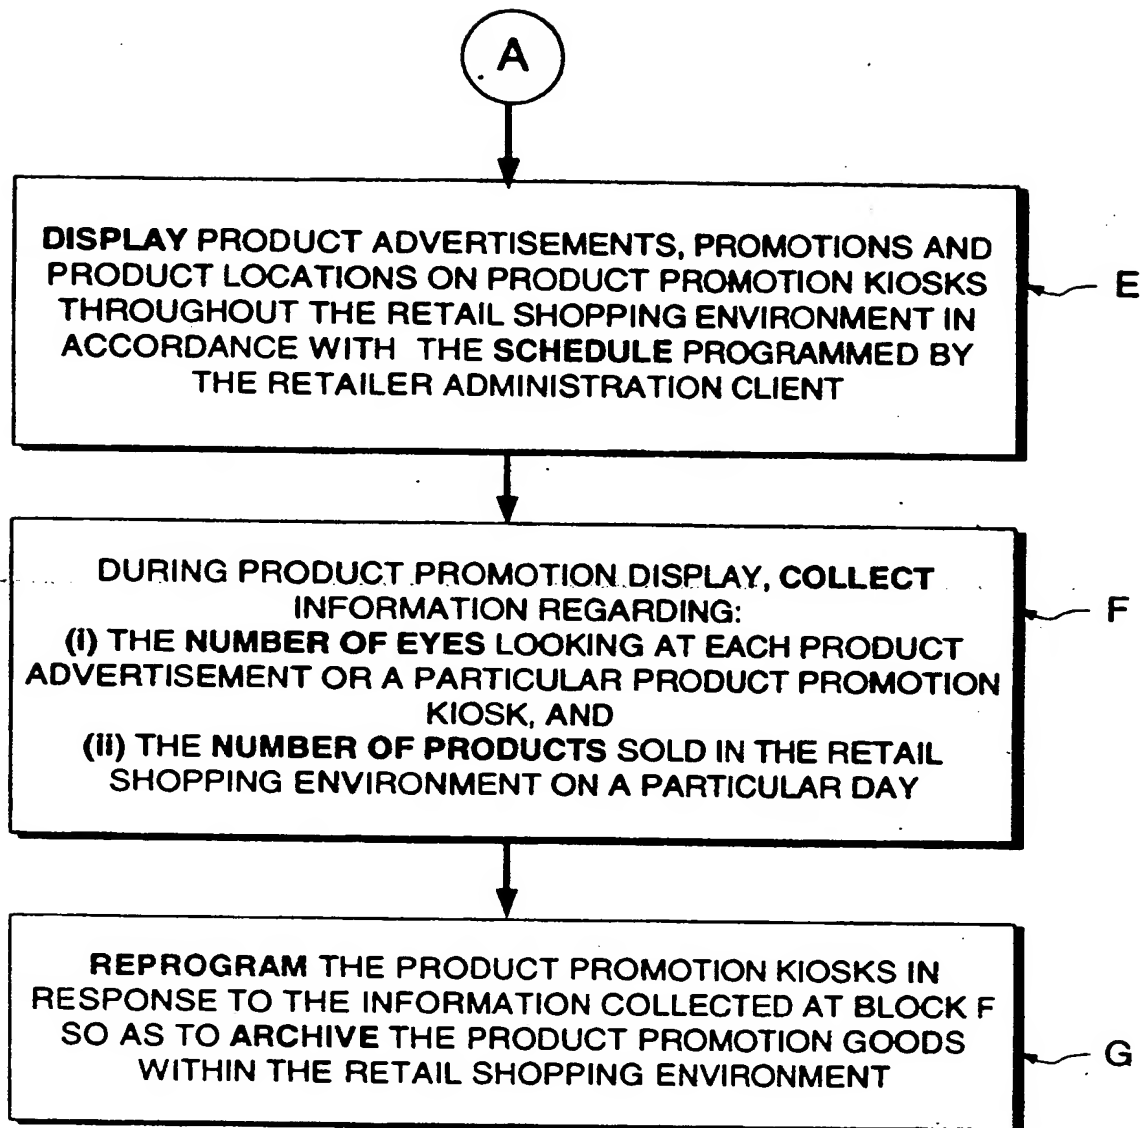 A
DISPLAY PRODUCT ADVERTISEMENTS, PROMOTIONS AND
PRODUCT LOCATIONS ON PRODUCT PROMOTION KIOSKS
THROUGHOUT THE RETAIL SHOPPING ENVIRONMENT IN
ACCORDANCE WITH THE SCHEDULE PROGRAMMED BY
THE RETAILER ADMINISTRATION CLIENT
E
DURING PRODUCT PROMOTION DISPLAY, COLLECT
INFORMATION REGARDING:
(i) THE NUMBER OF EYES LOOKING AT EACH PRODUCT
ADVERTISEMENT OR A PARTICULAR PRODUCT PROMOTION
KIOSK, AND
(ii) THE NUMBER OF PRODUCTS SOLD IN THE RETAIL
SHOPPING ENVIRONMENT ON A PARTICULAR DAY
F
REPROGRAM THE PRODUCT PROMOTION KIOSKS IN
RESPONSE TO THE INFORMATION COLLECTED AT BLOCK F
SO AS TO ARCHIVE THE PRODUCT PROMOTION GOODS
WITHIN THE RETAIL SHOPPING ENVIRONMENT
G